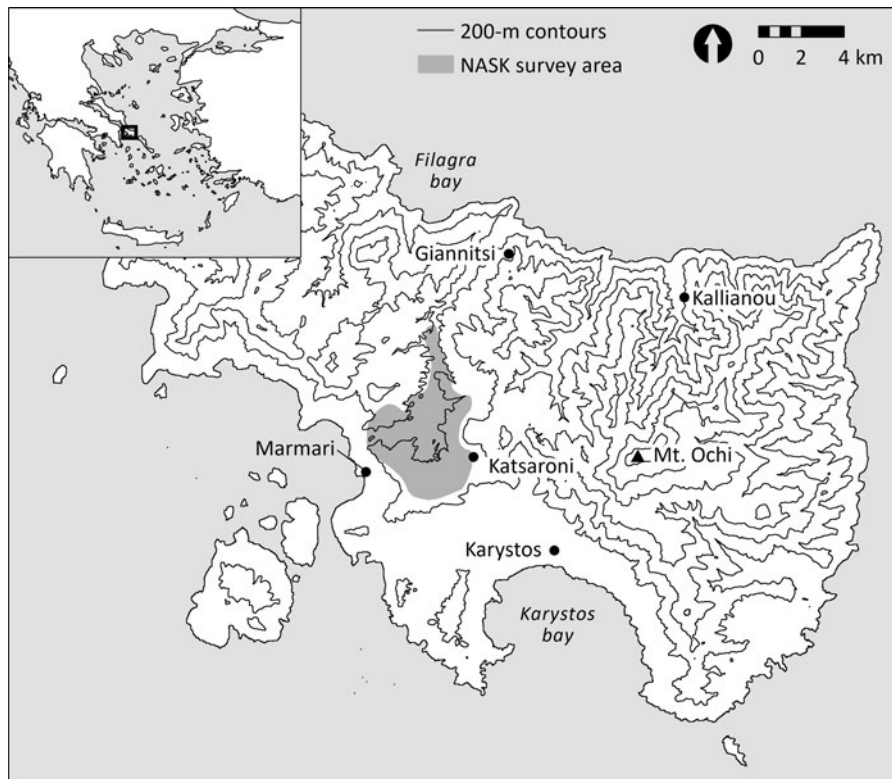 200-m contours
NASK survey area
0 2 4 km
Filagra
bay
Giannitsi
Kallianou
Marmari
Katsaroni
Mt. Ochi
Karystos
Karystos
bay